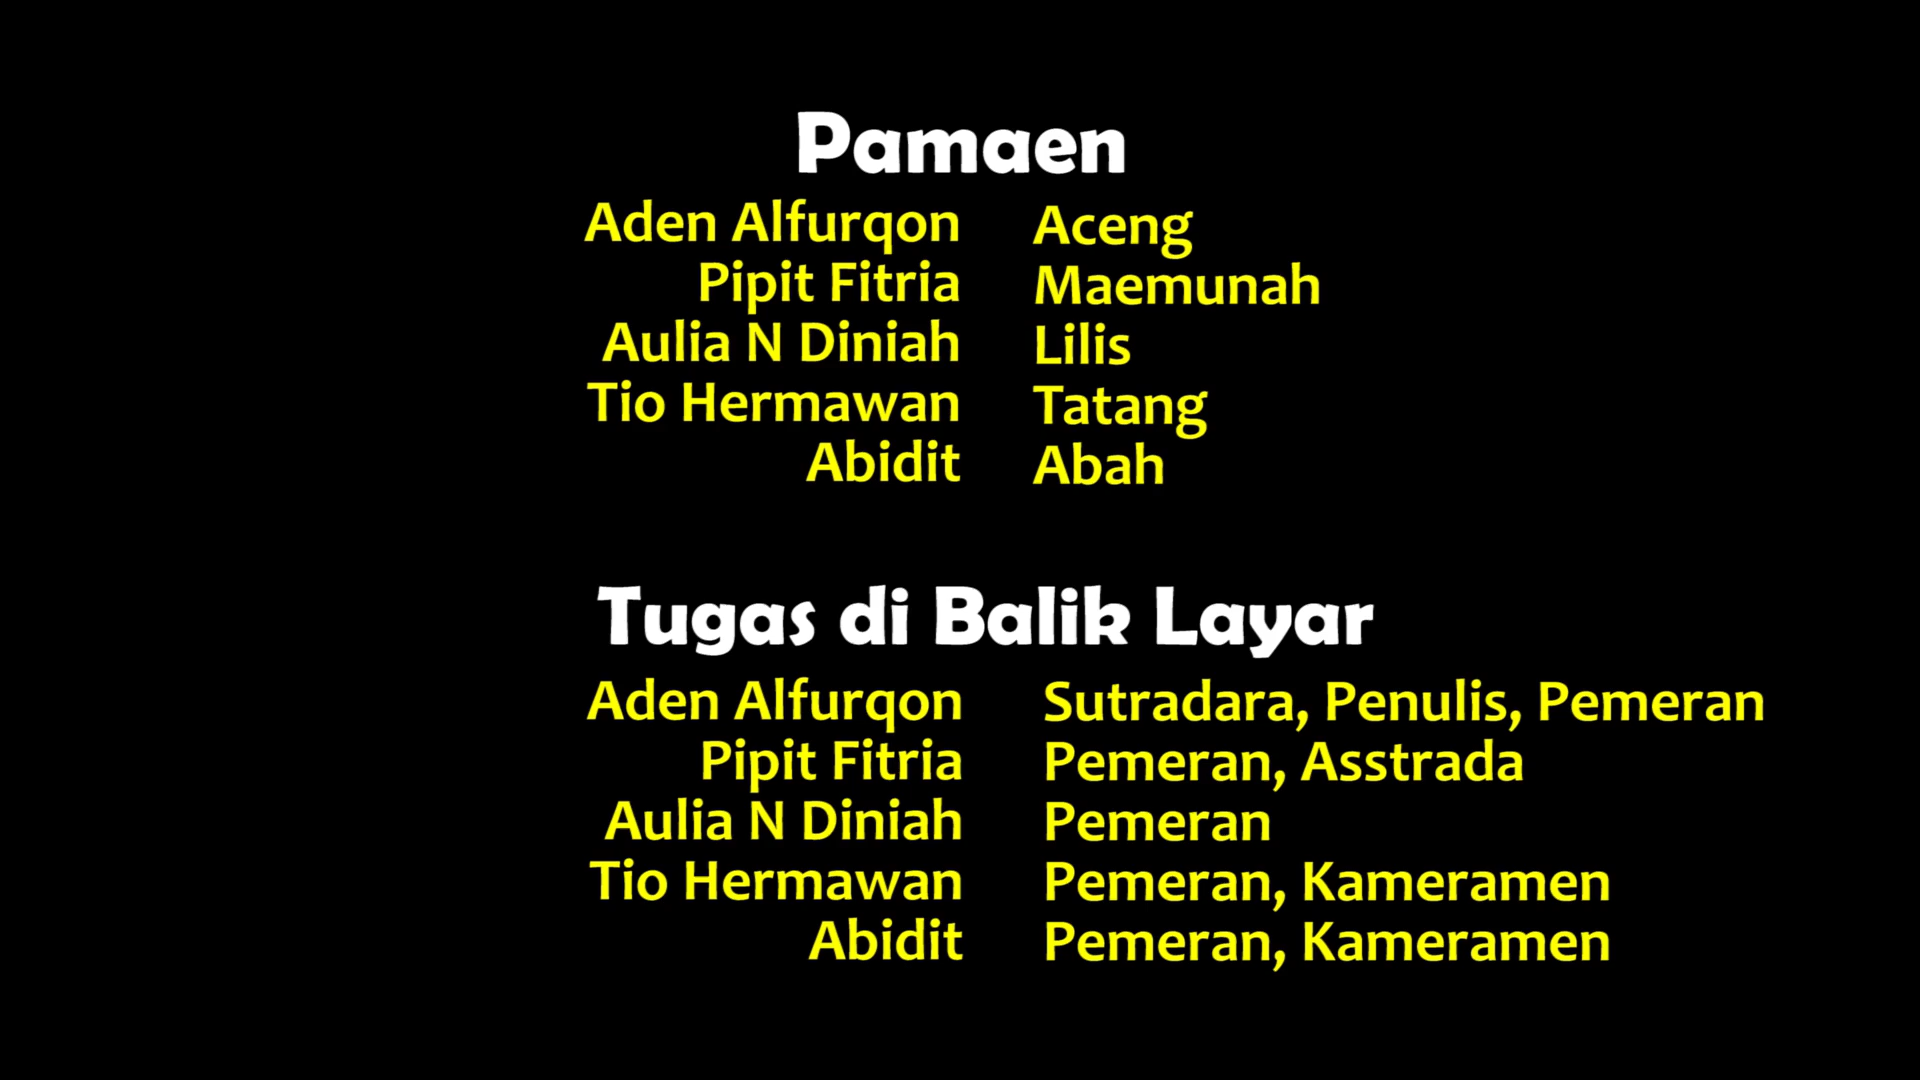 Pamaen
Aden Alfurqon Aceng
Pipit Fitria Maemunah
Aulia N Diniah Lilis
Tio Hermawan Tatang
Abidit Abah
Tugas di Balik Layar
Aden Alfurqon Sutradara, Penulis, Pemeran
Pipit Fitria Pemeran, Asstrada
Aulia N Diniah Pemeran
Tio Hermawan Pemeran, Kameramen
Abidit Pemeran, Kameramen